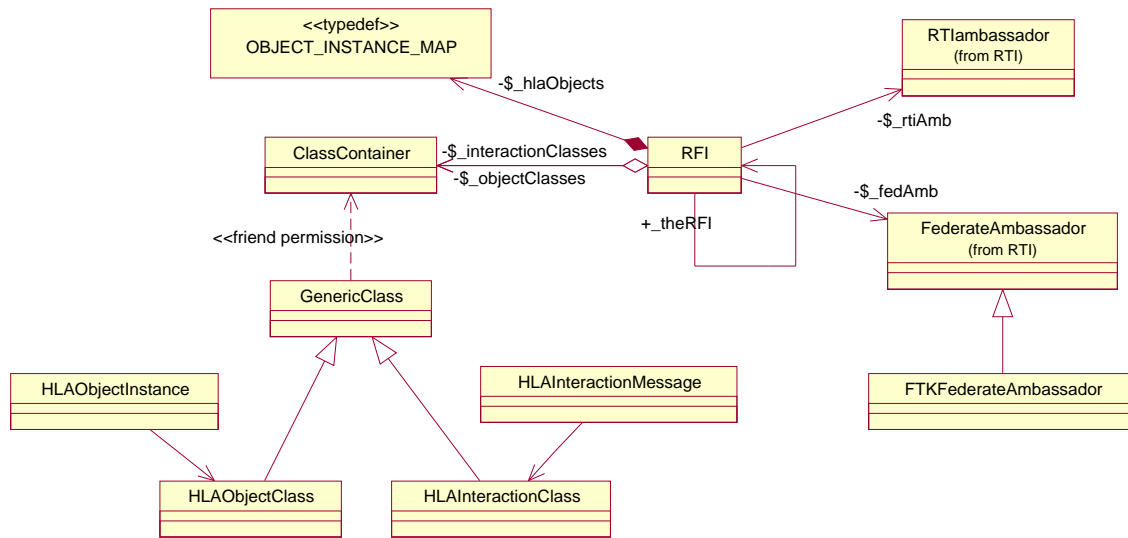 <<typedef>>
OBJECT_INSTANCE_MAP
RTIambassador
(from RTI)
-$_hlaObjects
-$_rtiAmb
ClassContainer
-$_interactionClasses
-$_objectClasses
RFI
+_theRFI
-$_fedAmb
FederateAmbassador
(from RTI)
<<friend permission>>
GenericClass
HLAObjectInstance
HLAInteractionMessage
FTKFederateAmbassador
HLAObjectClass
HLAInteractionClass